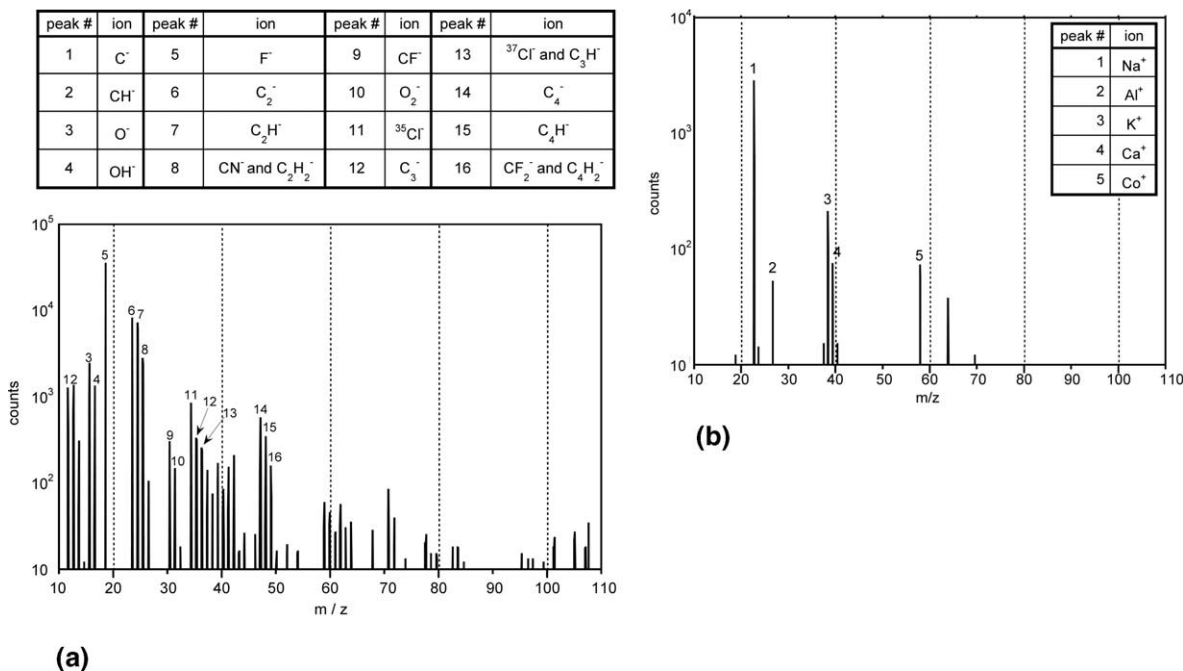 peak # ion peak # ion peak # ion peak # ion
1 C⁻ 5 F⁻ 9 CF⁻ 13 ³⁷Cl⁻ and C₃H⁻
2 CH⁻ 6 C₂⁻ 10 O₂⁻ 14 C₄⁻
3 O⁻ 7 C₂H⁻ 11 ³⁵Cl⁻ 15 C₄H⁻
4 OH⁻ 8 CN⁻ and C₂H₂⁻ 12 C₃⁻ 16 CF₂⁻ and C₄H₂⁻
counts
10⁵
10⁴
10³
10²
10
5
6 7
8
3
12 4
11 12
13
9
10
14
15
16
10 20 30 40 50 60 70 80 90 100 110
m / z
(a)
counts
10⁴
10³
10²
10
peak # ion
1 Na⁺
2 Al⁺
3 K⁺
4 Ca⁺
5 Co⁺
1
2
3
4
5
10 20 30 40 50 60 70 80 90 100 110
m/z
(b)